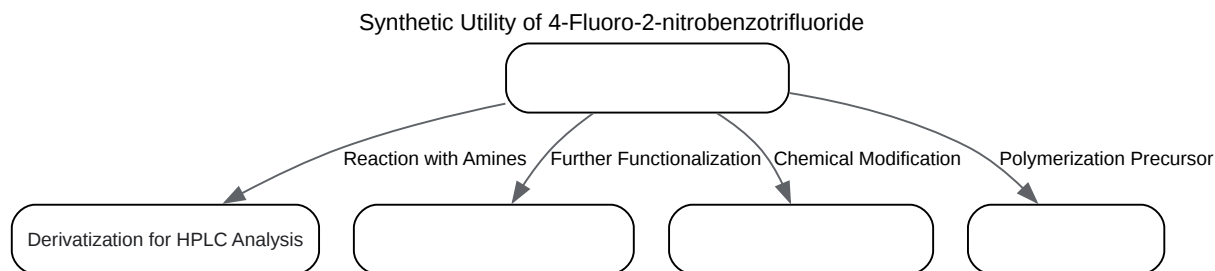 Synthetic Utility of 4-Fluoro-2-nitrobenzotrifluoride
Reaction with Amines
Further Functionalization
Chemical Modification
Polymerization Precursor
Derivatization for HPLC Analysis